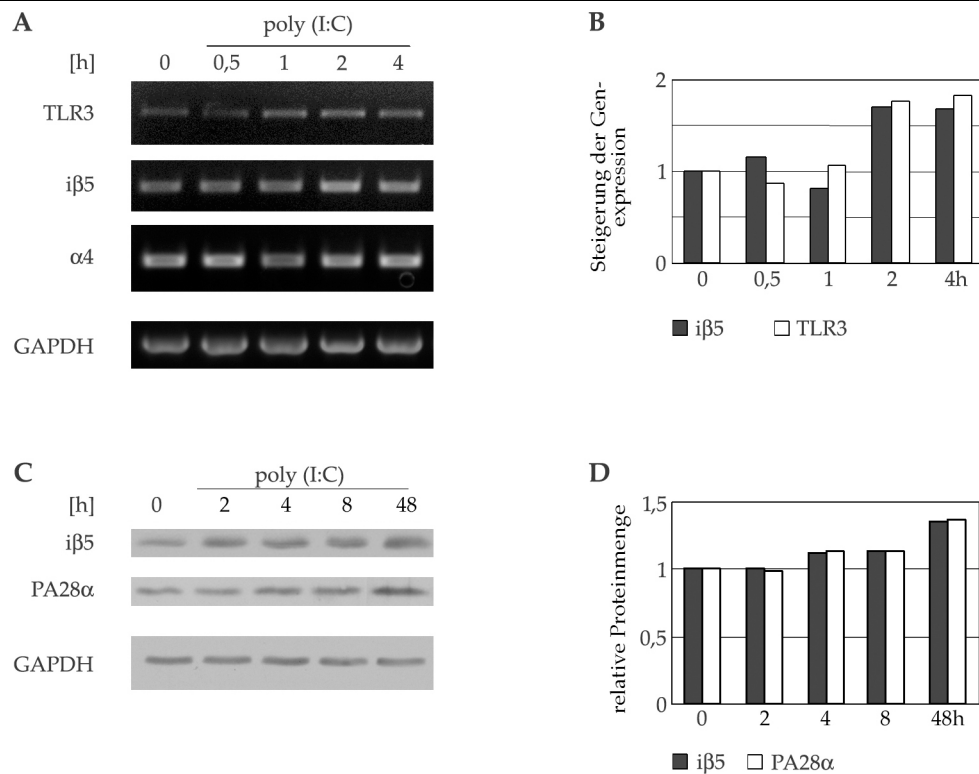 A
poly (I:C)
[h] 0 0,5 1 2 4
TLR3
iβ5
α4
GAPDH
B
Steigerung der Gen-
expression
2
1
0
0 0,5 1 2 4h
iβ5 TLR3
C
poly (I:C)
[h] 0 2 4 8 48
iβ5
PA28α
GAPDH
D
relative Proteinmenge
1,5
1
0,5
0
0 2 4 8 48h
iβ5 PA28α